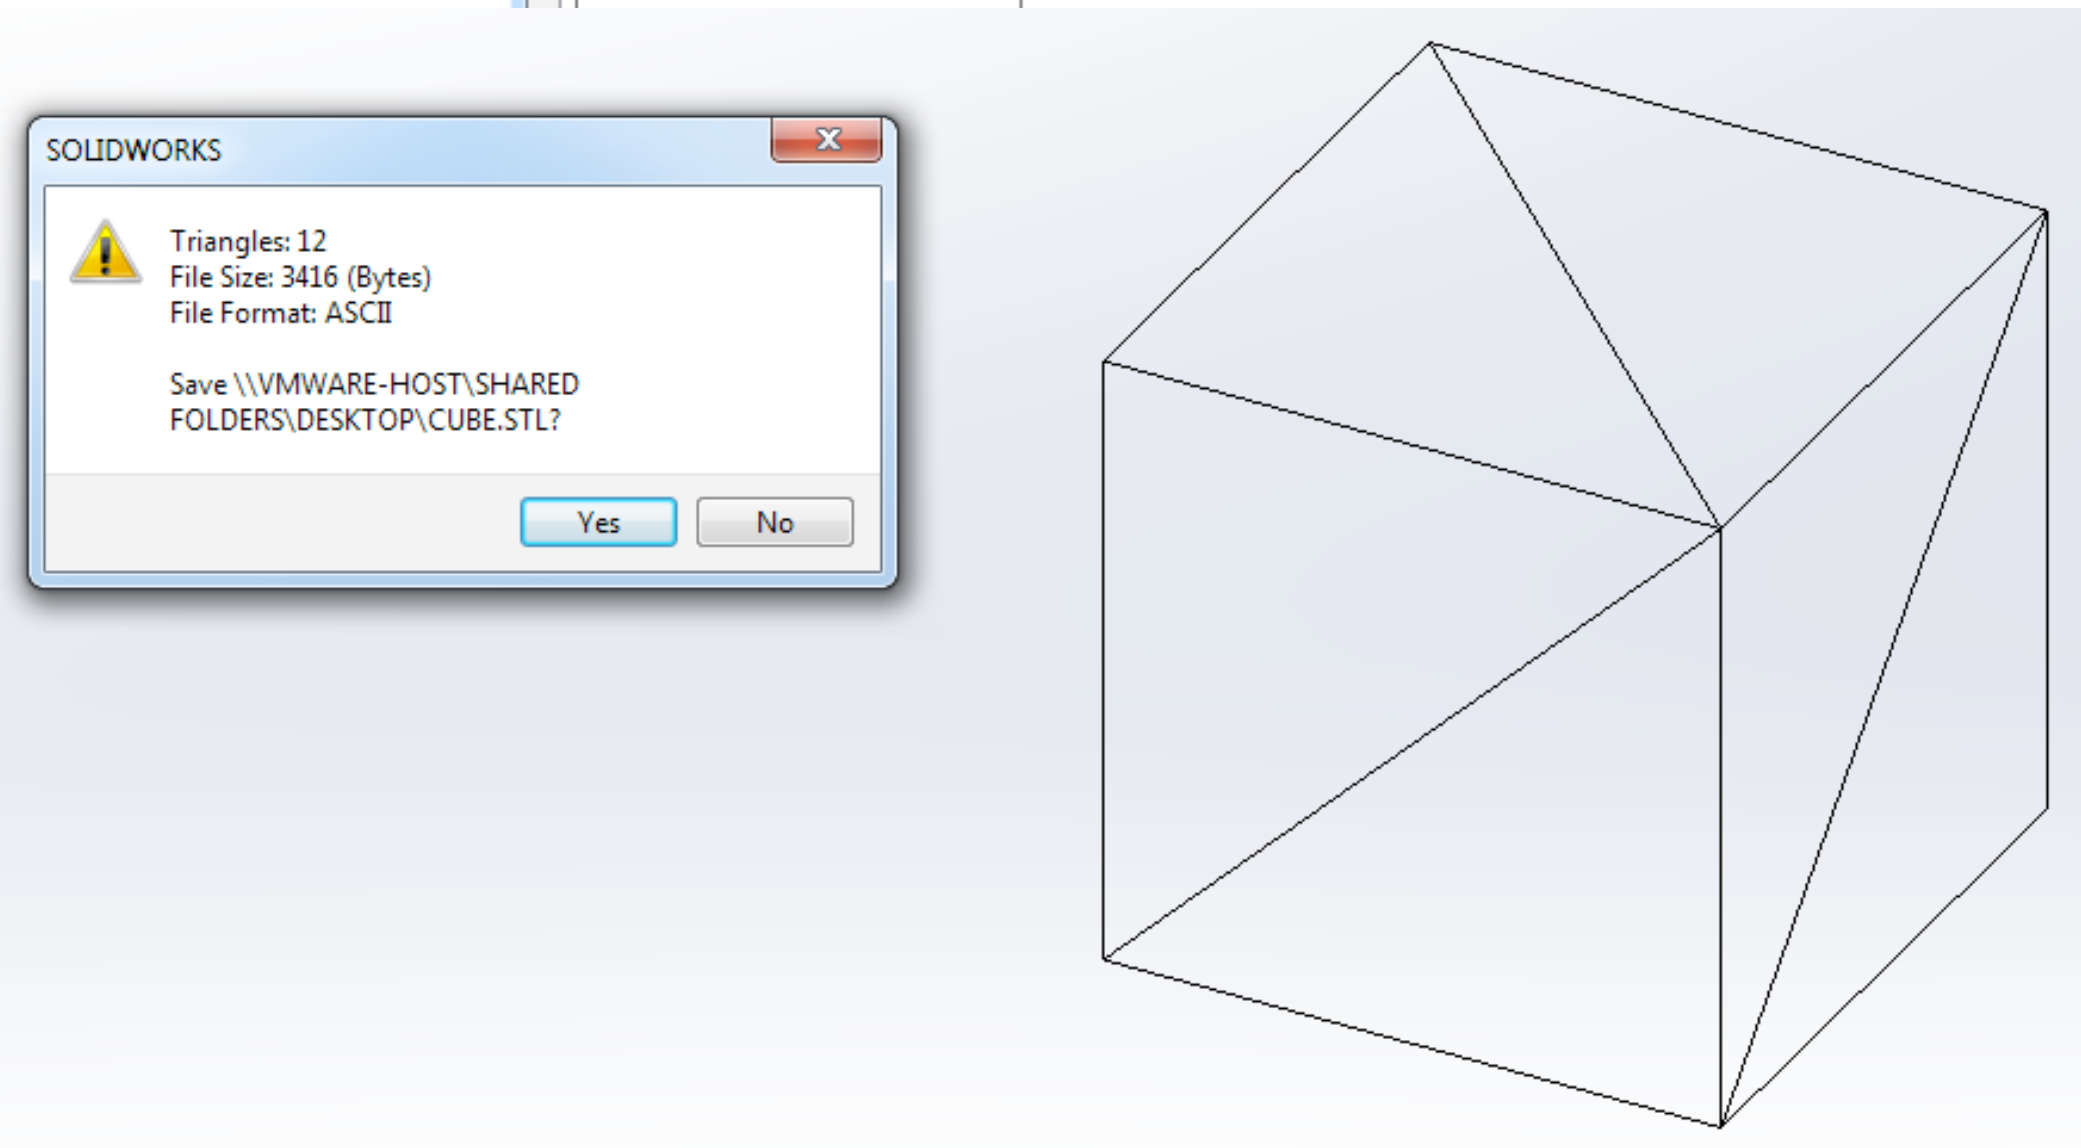 SOLIDWORKS
Triangles: 12
File Size: 3416 (Bytes)
File Format: ASCII
Save \\VMWARE-HOST\SHARED
FOLDERS\DESKTOP\CUBE.STL?
Yes
No